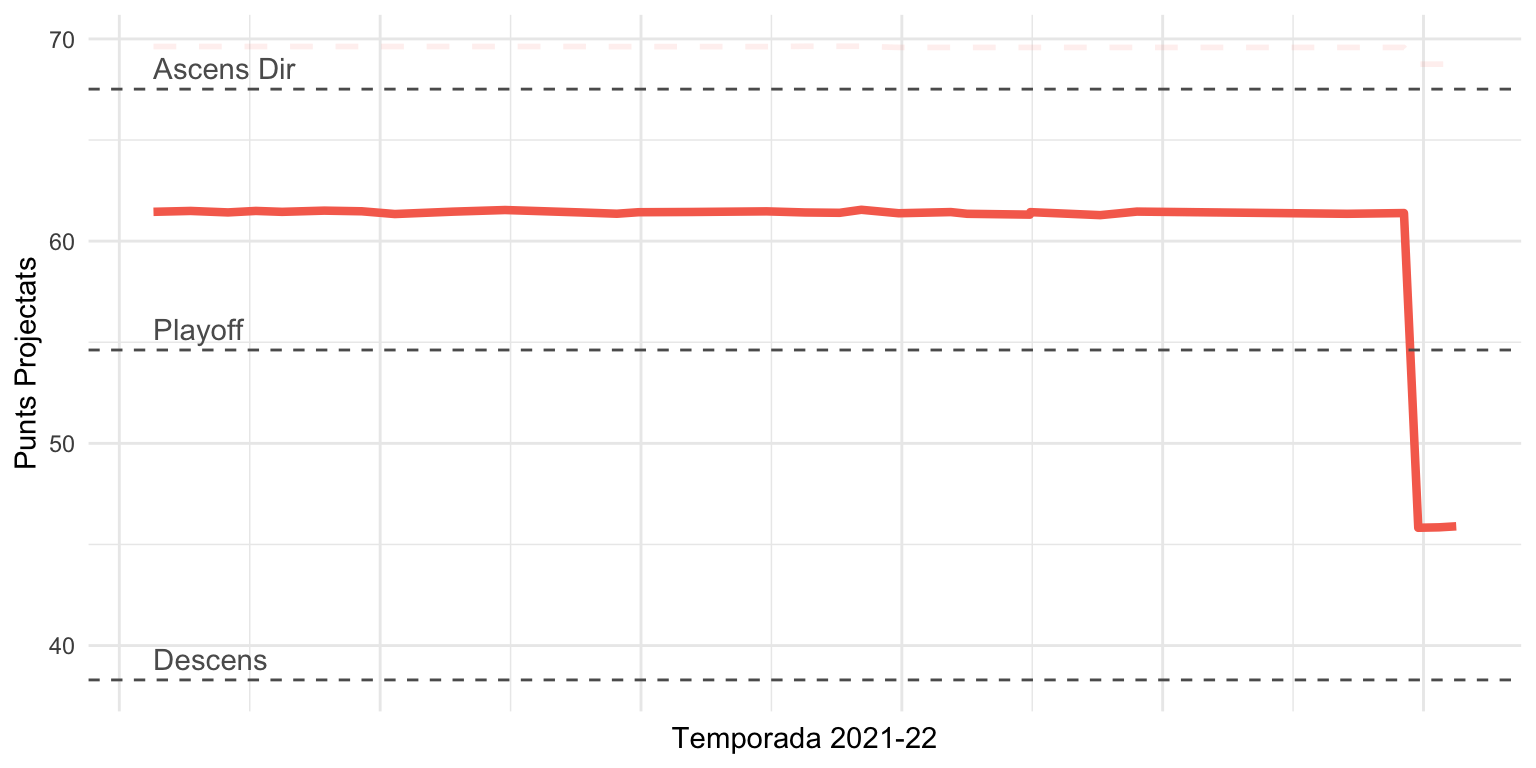 70
Ascens Dir
60
Playoff
50
40
Descens
Punts Projectats
Temporada 2021-22